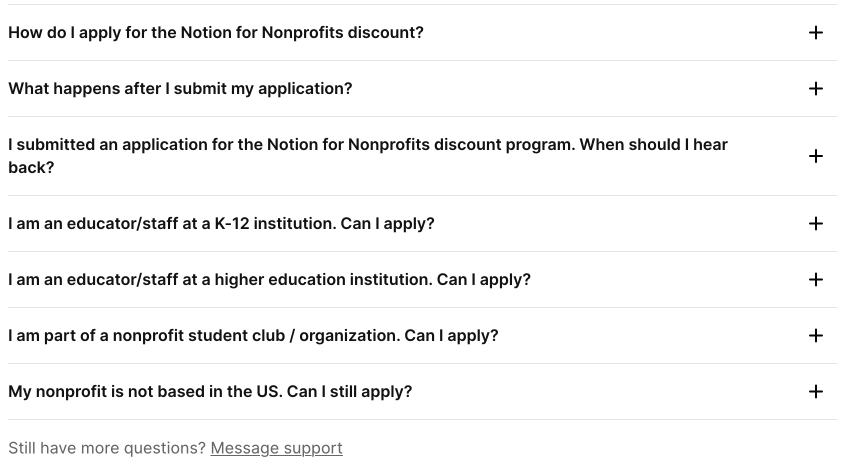 How do I apply for the Notion for Nonprofits discount?
What happens after I submit my application?
I submitted an application for the Notion for Nonprofits discount program. When should I hear
back?
I am an educator/staff at a K-12 institution. Can I apply?
I am an educator/staff at a higher education institution. Can I apply?
I am part of a nonprofit student club / organization. Can I apply?
My nonprofit is not based in the US. Can I still apply?
Still have more questions? Message support